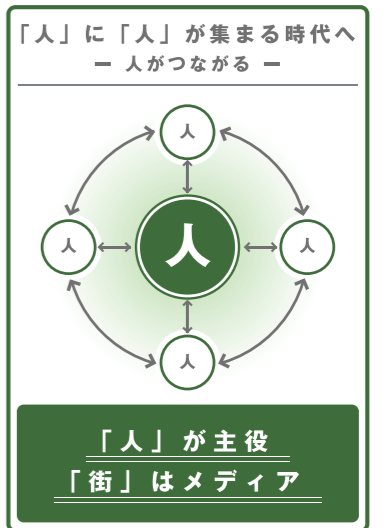 「人」に「人」が集まる時代へ
ー 人がつながる ー
人
人
人
人
人
「人」が主役
「街」はメディア